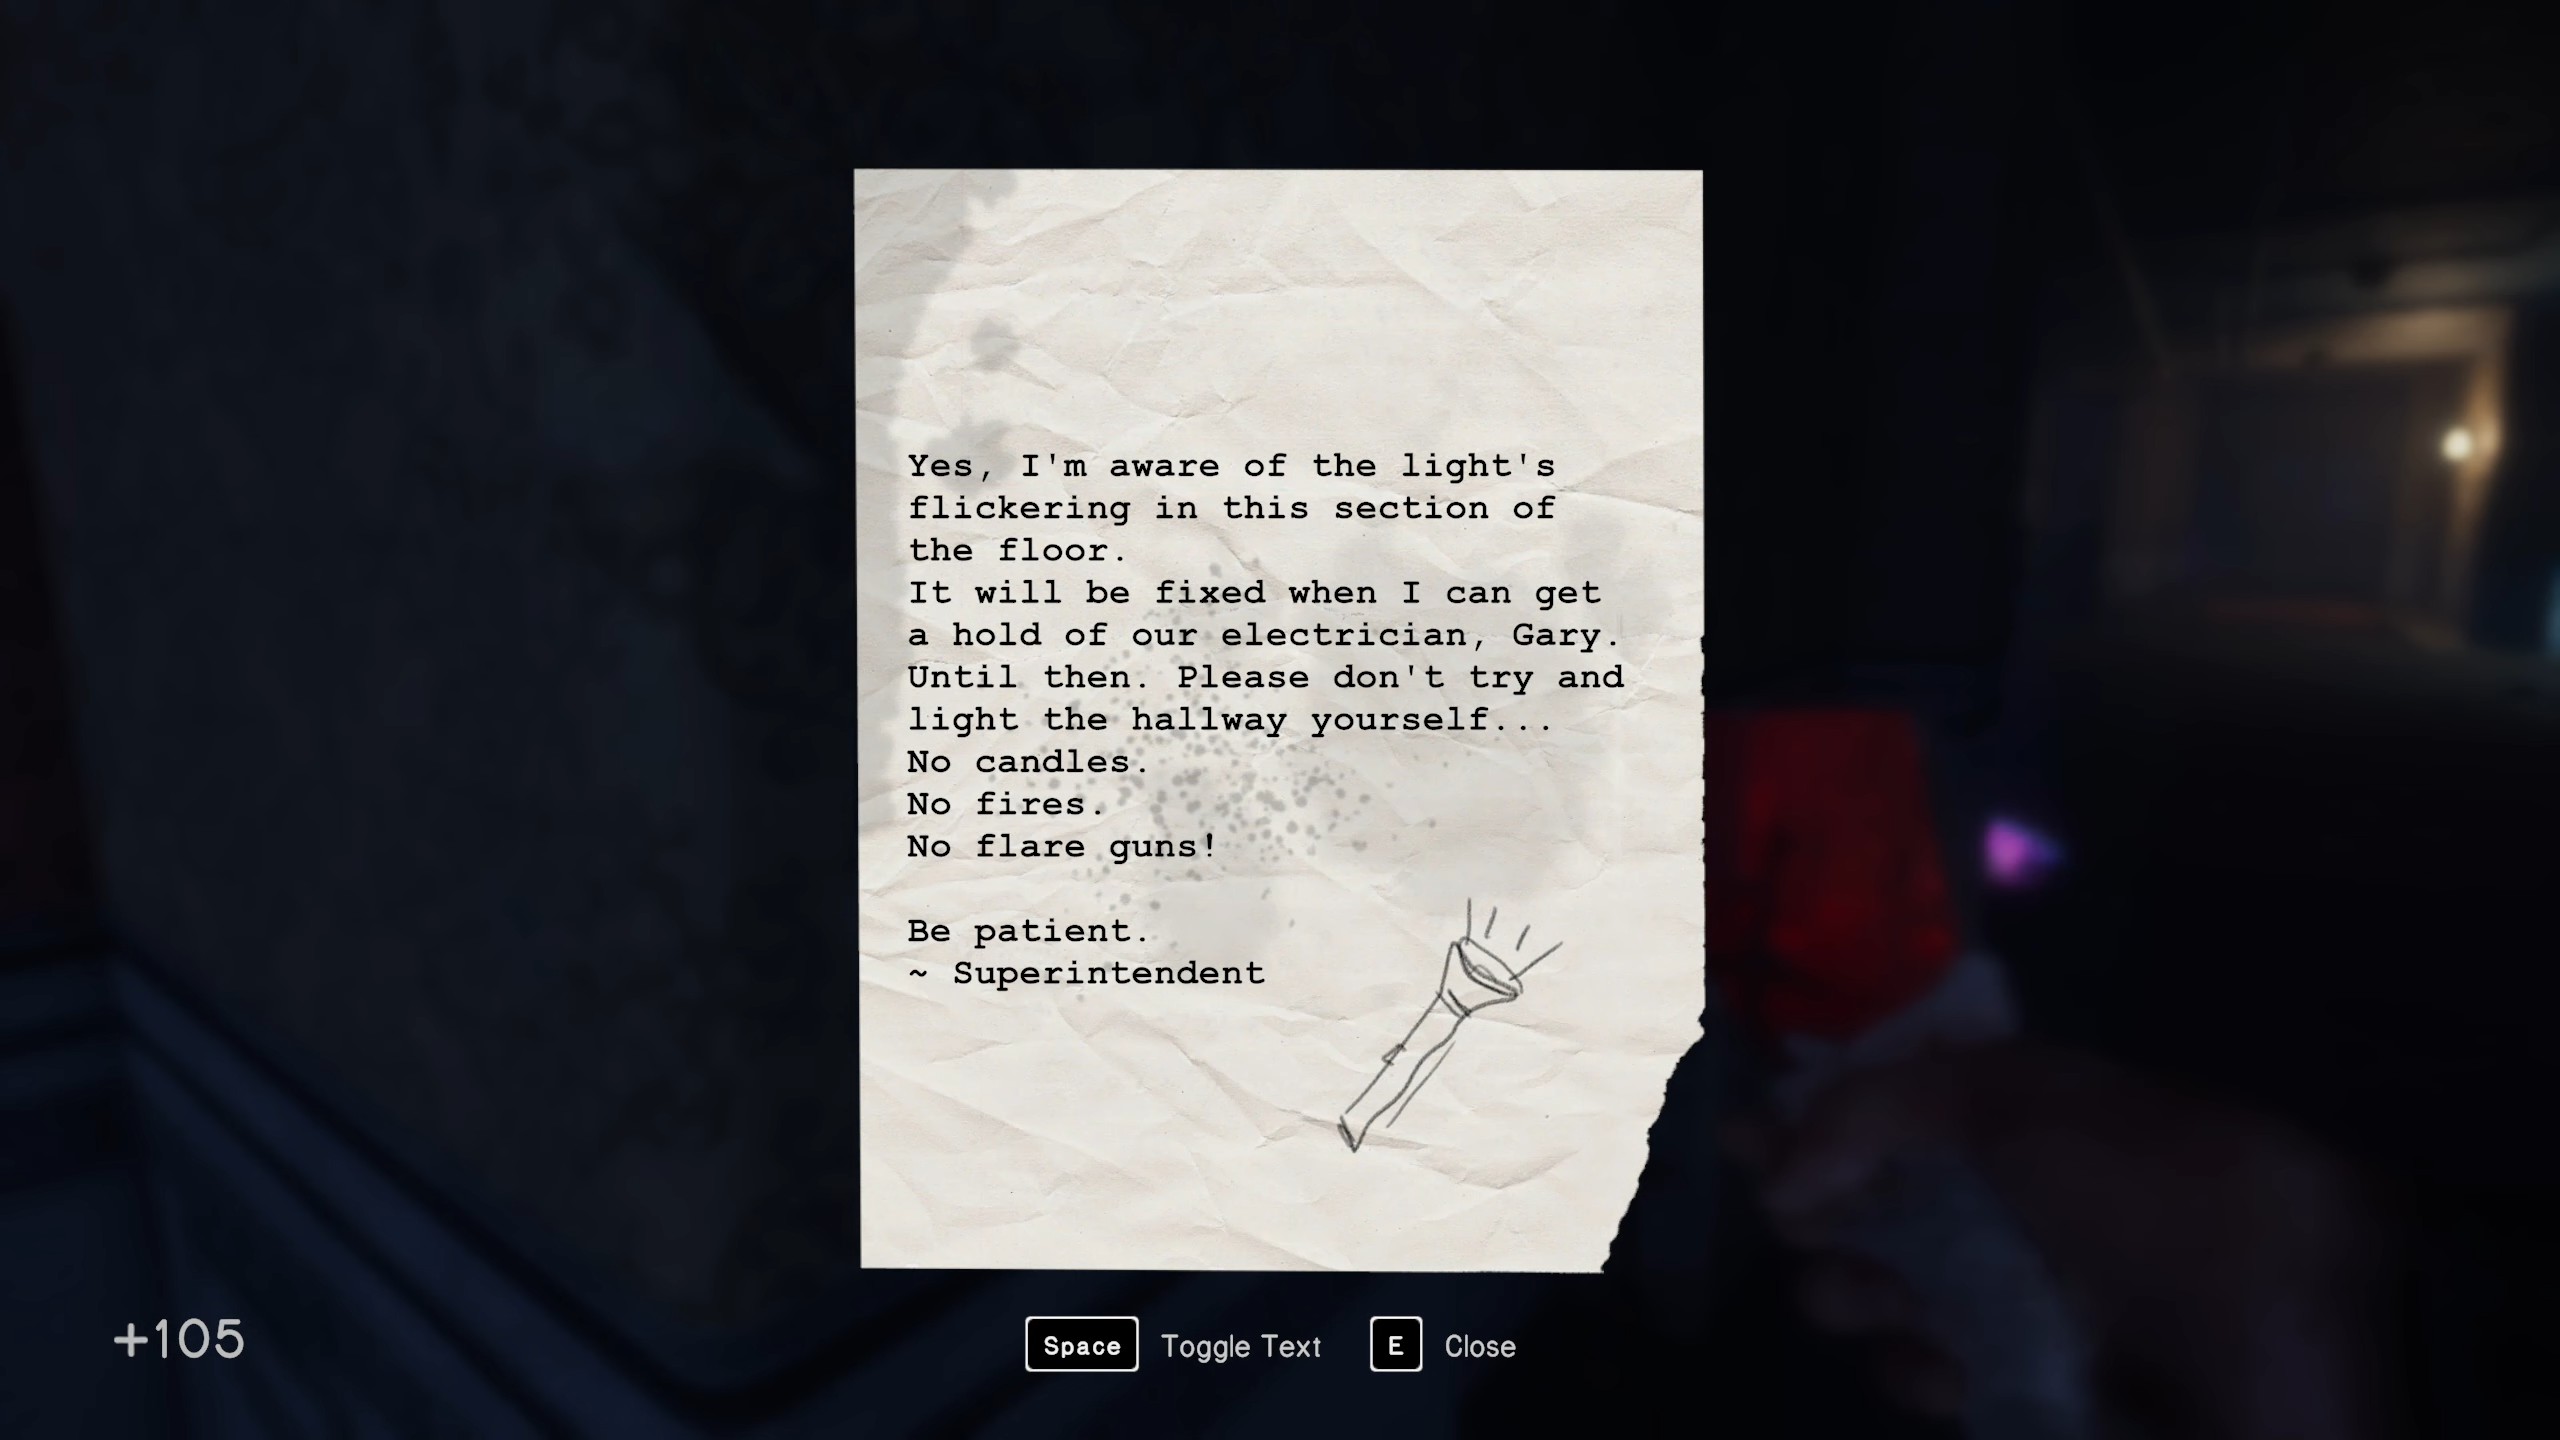 Yes, I'm aware of the light's
flickering in this section of
the floor.
It will be fixed when I can get
a hold of our electrician, Gary.
Until then. Please don't try and
light the hallway yourself...
No candles.
No fires.
No flare guns!
Be patient.
~ Superintendent
+105
Space Toggle Text E Close